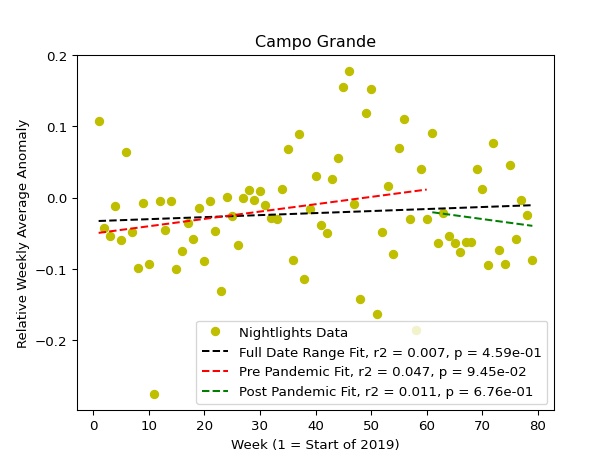 Campo Grande
Relative Weekly Average Anomaly
0.2
0.1
0.0
−0.1
−0.2
Nightlights Data
Full Date Range Fit, r2 = 0.007, p = 4.59e-01
Pre Pandemic Fit, r2 = 0.047, p = 9.45e-02
Post Pandemic Fit, r2 = 0.011, p = 6.76e-01
0 10 20 30 40 50 60 70 80
Week (1 = Start of 2019)